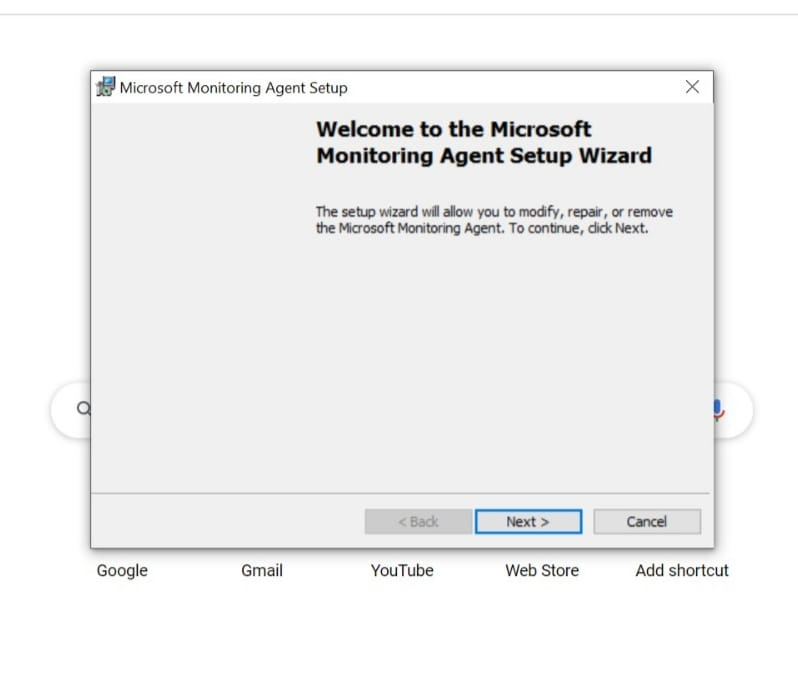 Microsoft Monitoring Agent Setup
Welcome to the Microsoft
Monitoring Agent Setup Wizard
The setup wizard will allow you to modify, repair, or remove
the Microsoft Monitoring Agent. To continue, click Next.
< Back Next > Cancel
Google Gmail YouTube Web Store Add shortcut